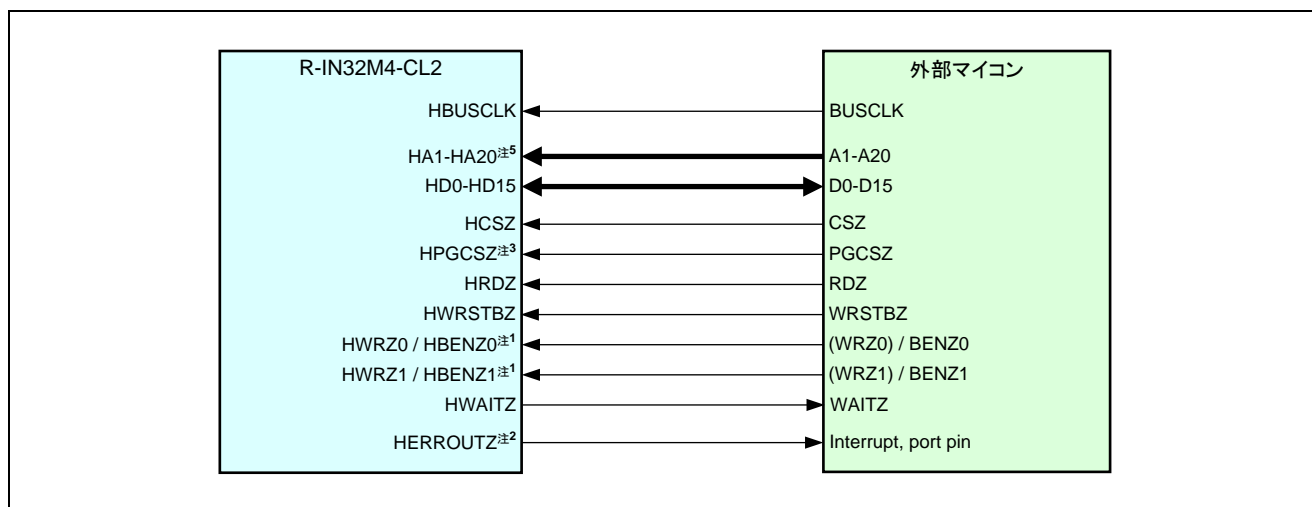 R-IN32M4-CL2
外部マイコン
HBUSCLK BUSCLK
HA1-HA20注5 A1-A20
HD0-HD15 D0-D15
HCSZ CSZ
HPGCSZ注3 PGCSZ
HRDZ RDZ
HWRSTBZ WRSTBZ
HWRZ0 / HBENZ0注1 (WRZ0) / BENZ0
HWRZ1 / HBENZ1注1 (WRZ1) / BENZ1
HWAITZ WAITZ
HERROUTZ注2 Interrupt, port pin